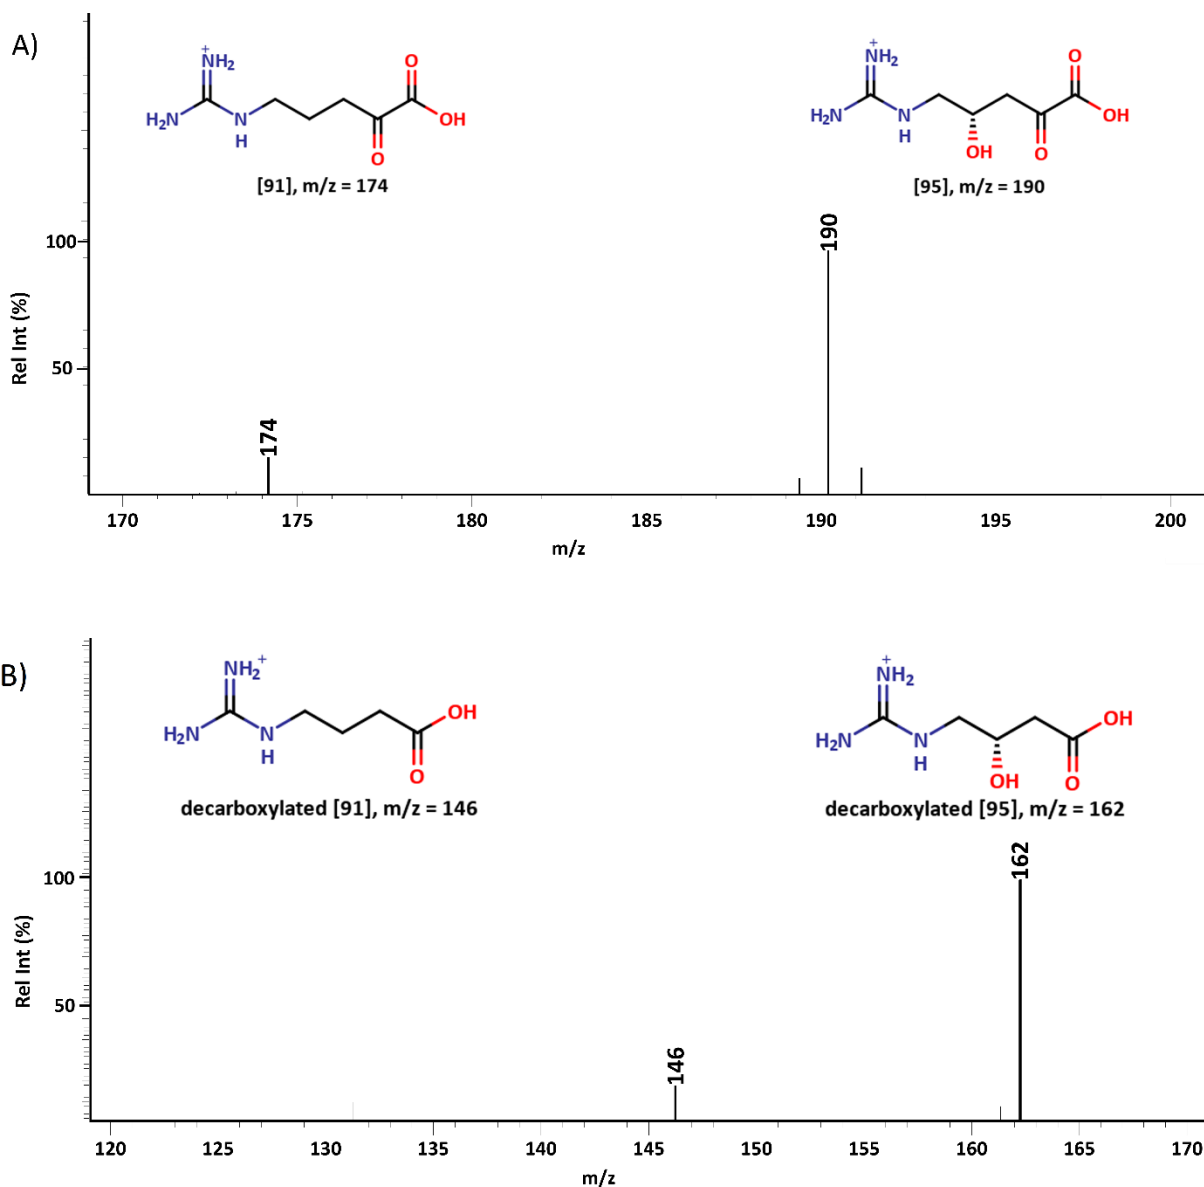 A)
+
NH2
H2N
N
H
O
OH
O
[91], m/z = 174
+
NH2
H2N
N
H
OH
O
O
OH
[95], m/z = 190
Rel Int (%)
100
50
174
190
170 175 180 185 190 195 200
m/z
B)
NH2+
H2N
N
H
OH
O
decarboxylated [91], m/z = 146
+
NH2
H2N
N
H
OH
OH
O
decarboxylated [95], m/z = 162
Rel Int (%)
100
50
146
162
120 125 130 135 140 145 150 155 160 165 170
m/z